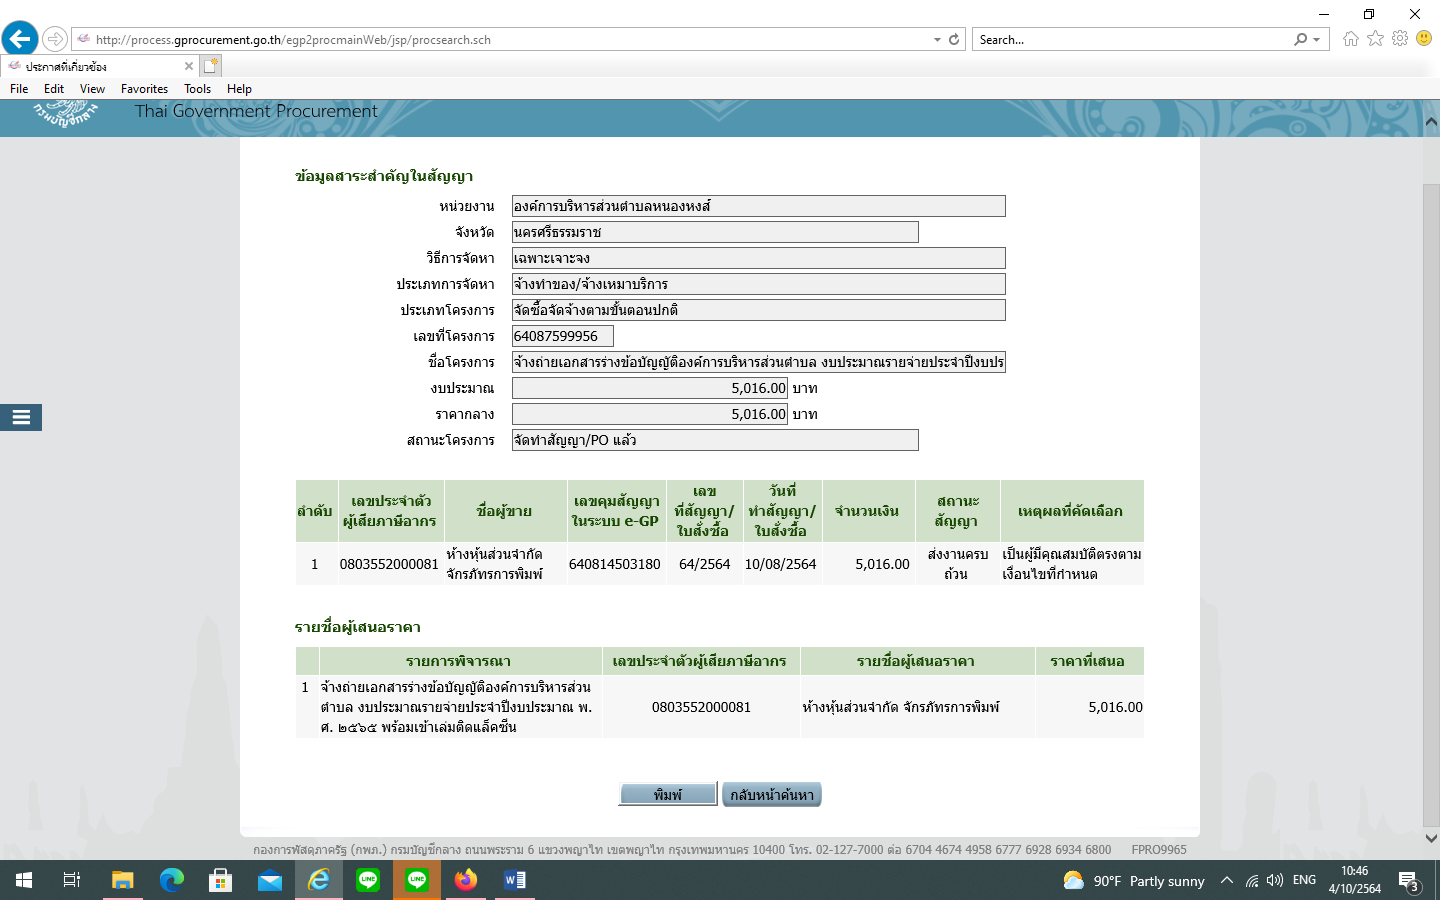 http://process.gprocurement.go.th/egp2procmainWeb/jsp/procsearch.sch
Search...
ประกาศที่เกี่ยวข้อง
File Edit View Favorites Tools Help
กรมบัญชีกลาง
Thai Government Procurement
ข้อมูลสาระสำคัญในสัญญา
หน่วยงาน องค์การบริหารส่วนตำบลหนองหงส์
จังหวัด นครศรีธรรมราช
วิธีการจัดหา เฉพาะเจาะจง
ประเภทการจัดหา จ้างทำของ/จ้างเหมาบริการ
ประเภทโครงการ จัดซื้อจัดจ้างตามขั้นตอนปกติ
เลขที่โครงการ 64087599956
ชื่อโครงการ จ้างถ่ายเอกสารร่างข้อบัญญัติองค์การบริหารส่วนตำบล งบประมาณรายจ่ายประจำปีงบปร
งบประมาณ 5,016.00 บาท
ราคากลาง 5,016.00 บาท
สถานะโครงการ จัดทำสัญญา/PO แล้ว
ลำดับ เลขประจำตัว ผู้เสียภาษีอากร ชื่อผู้ขาย เลขคุมสัญญา ในระบบ e-GP เลข ที่สัญญา/ ใบสั่งซื้อ วันที่ ทำสัญญา/ ใบสั่งซื้อ จำนวนเงิน สถานะ สัญญา เหตุผลที่คัดเลือก
1 0803552000081 ห้างหุ้นส่วนจำกัด จักรภัทรการพิมพ์ 640814503180 64/2564 10/08/2564 5,016.00 ส่งงานครบ ถ้วน เป็นผู้มีคุณสมบัติตรงตาม เงื่อนไขที่กำหนด
รายชื่อผู้เสนอราคา
รายการพิจารณา เลขประจำตัวผู้เสียภาษีอากร รายชื่อผู้เสนอราคา ราคาที่เสนอ
1 จ้างถ่ายเอกสารร่างข้อบัญญัติองค์การบริหารส่วน
ตำบล งบประมาณรายจ่ายประจำปีงบประมาณ พ. 0803552000081 ห้างหุ้นส่วนจำกัด จักรภัทรการพิมพ์ 5,016.00
ศ. ๒๕๖๕ พร้อมเข้าเล่มติดแล็คซีน
พิมพ์ กลับหน้าค้นหา
กองการพัสดุภาครัฐ (กพภ.) กรมบัญชีกลาง ถนนพระราม 6 แขวงพญาไท เขตพญาไท กรุงเทพมหานคร 10400 โทร. 02-127-7000 ต่อ 6704 4674 4958 6777 6928 6934 6800 FPRO9965
90°F Partly sunny ENG 10:46
4/10/2564 3